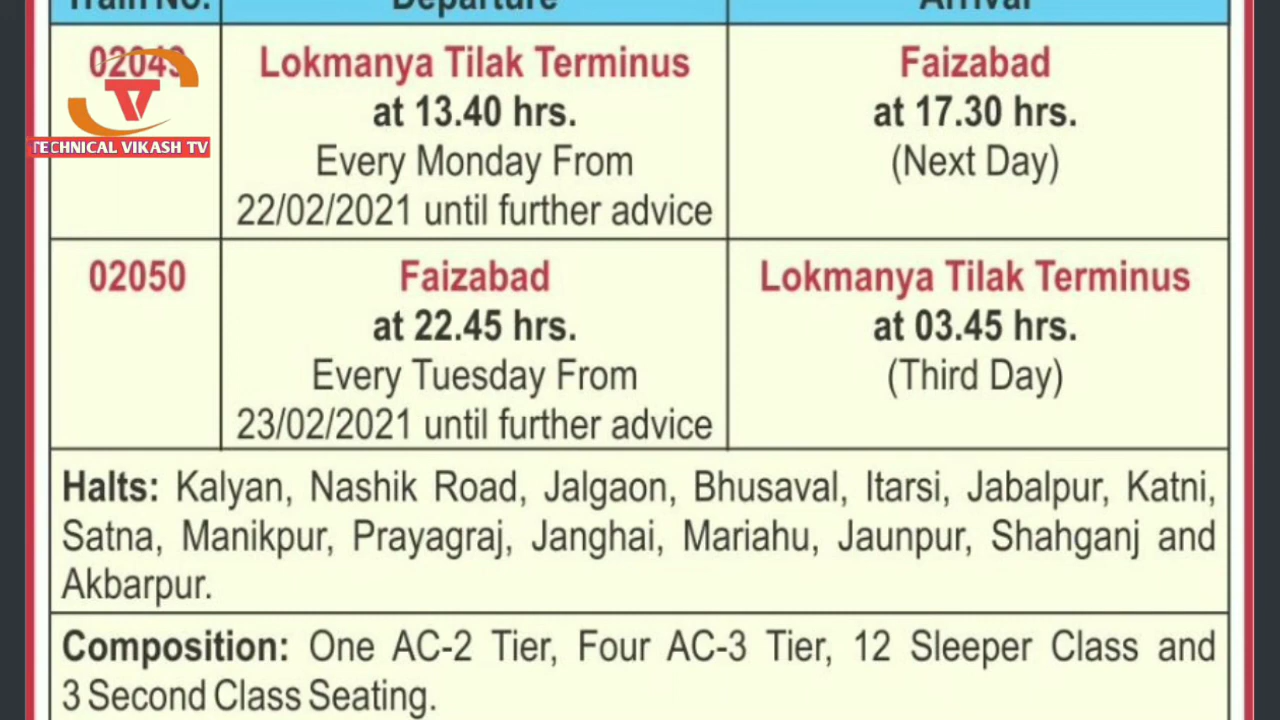 Train No. Departure Arrival
02049 Lokmanya Tilak Terminus Faizabad
at 13.40 hrs. at 17.30 hrs.
Every Monday From (Next Day)
22/02/2021 until further advice
TECHNICAL VIKASH TV
02050 Faizabad Lokmanya Tilak Terminus
at 22.45 hrs. at 03.45 hrs.
Every Tuesday From (Third Day)
23/02/2021 until further advice
Halts: Kalyan, Nashik Road, Jalgaon, Bhusaval, Itarsi, Jabalpur, Katni,
Satna, Manikpur, Prayagraj, Janghai, Mariahu, Jaunpur, Shahganj and
Akbarpur.
Composition: One AC-2 Tier, Four AC-3 Tier, 12 Sleeper Class and
3 Second Class Seating.